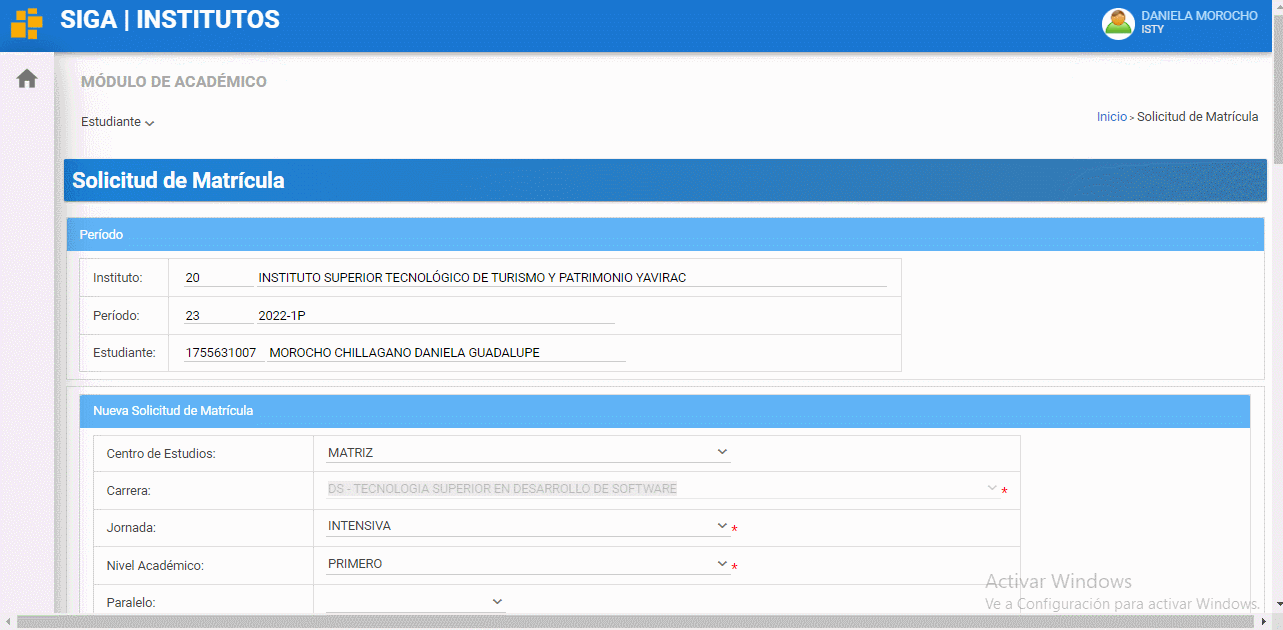 SIGA | INSTITUTOS
DANIELA MOROCHO
ISTY
MÓDULO DE ACADÉMICO
Estudiante
Inicio > Solicitud de Matrícula
Solicitud de Matrícula
Período
Instituto: 20 INSTITUTO SUPERIOR TECNOLÓGICO DE TURISMO Y PATRIMONIO YAVIRAC
Período: 23 2022-1P
Estudiante: 1755631007 MOROCHO CHILLAGANO DANIELA GUADALUPE
Nueva Solicitud de Matrícula
Centro de Estudios: MATRIZ
Carrera: DS - TECNOLOGIA SUPERIOR EN DESARROLLO DE SOFTWARE *
Jornada: INTENSIVA *
Nivel Académico: PRIMERO *
Paralelo:
Activar Windows
Ve a Configuración para activar Windows.